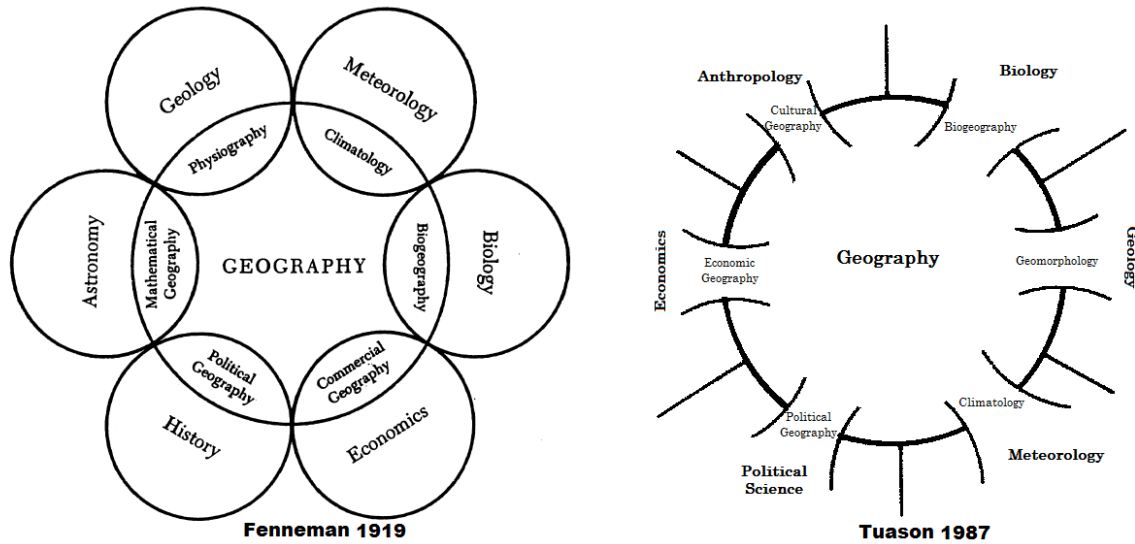 Geology
Meteorology
Physiography
Climatology
Astronomy
Mathematical
Geography
GEOGRAPHY
Biogeography
Biology
Political
Geography
Commercial
Geography
History
Economics
Fenneman 1919
Anthropology
Biology
Cultural
Geography
Biogeography
Economics
Economic
Geography
Geography
Geomorphology
Geology
Political
Geography
Climatology
Political
Science
Meteorology
Tuason 1987